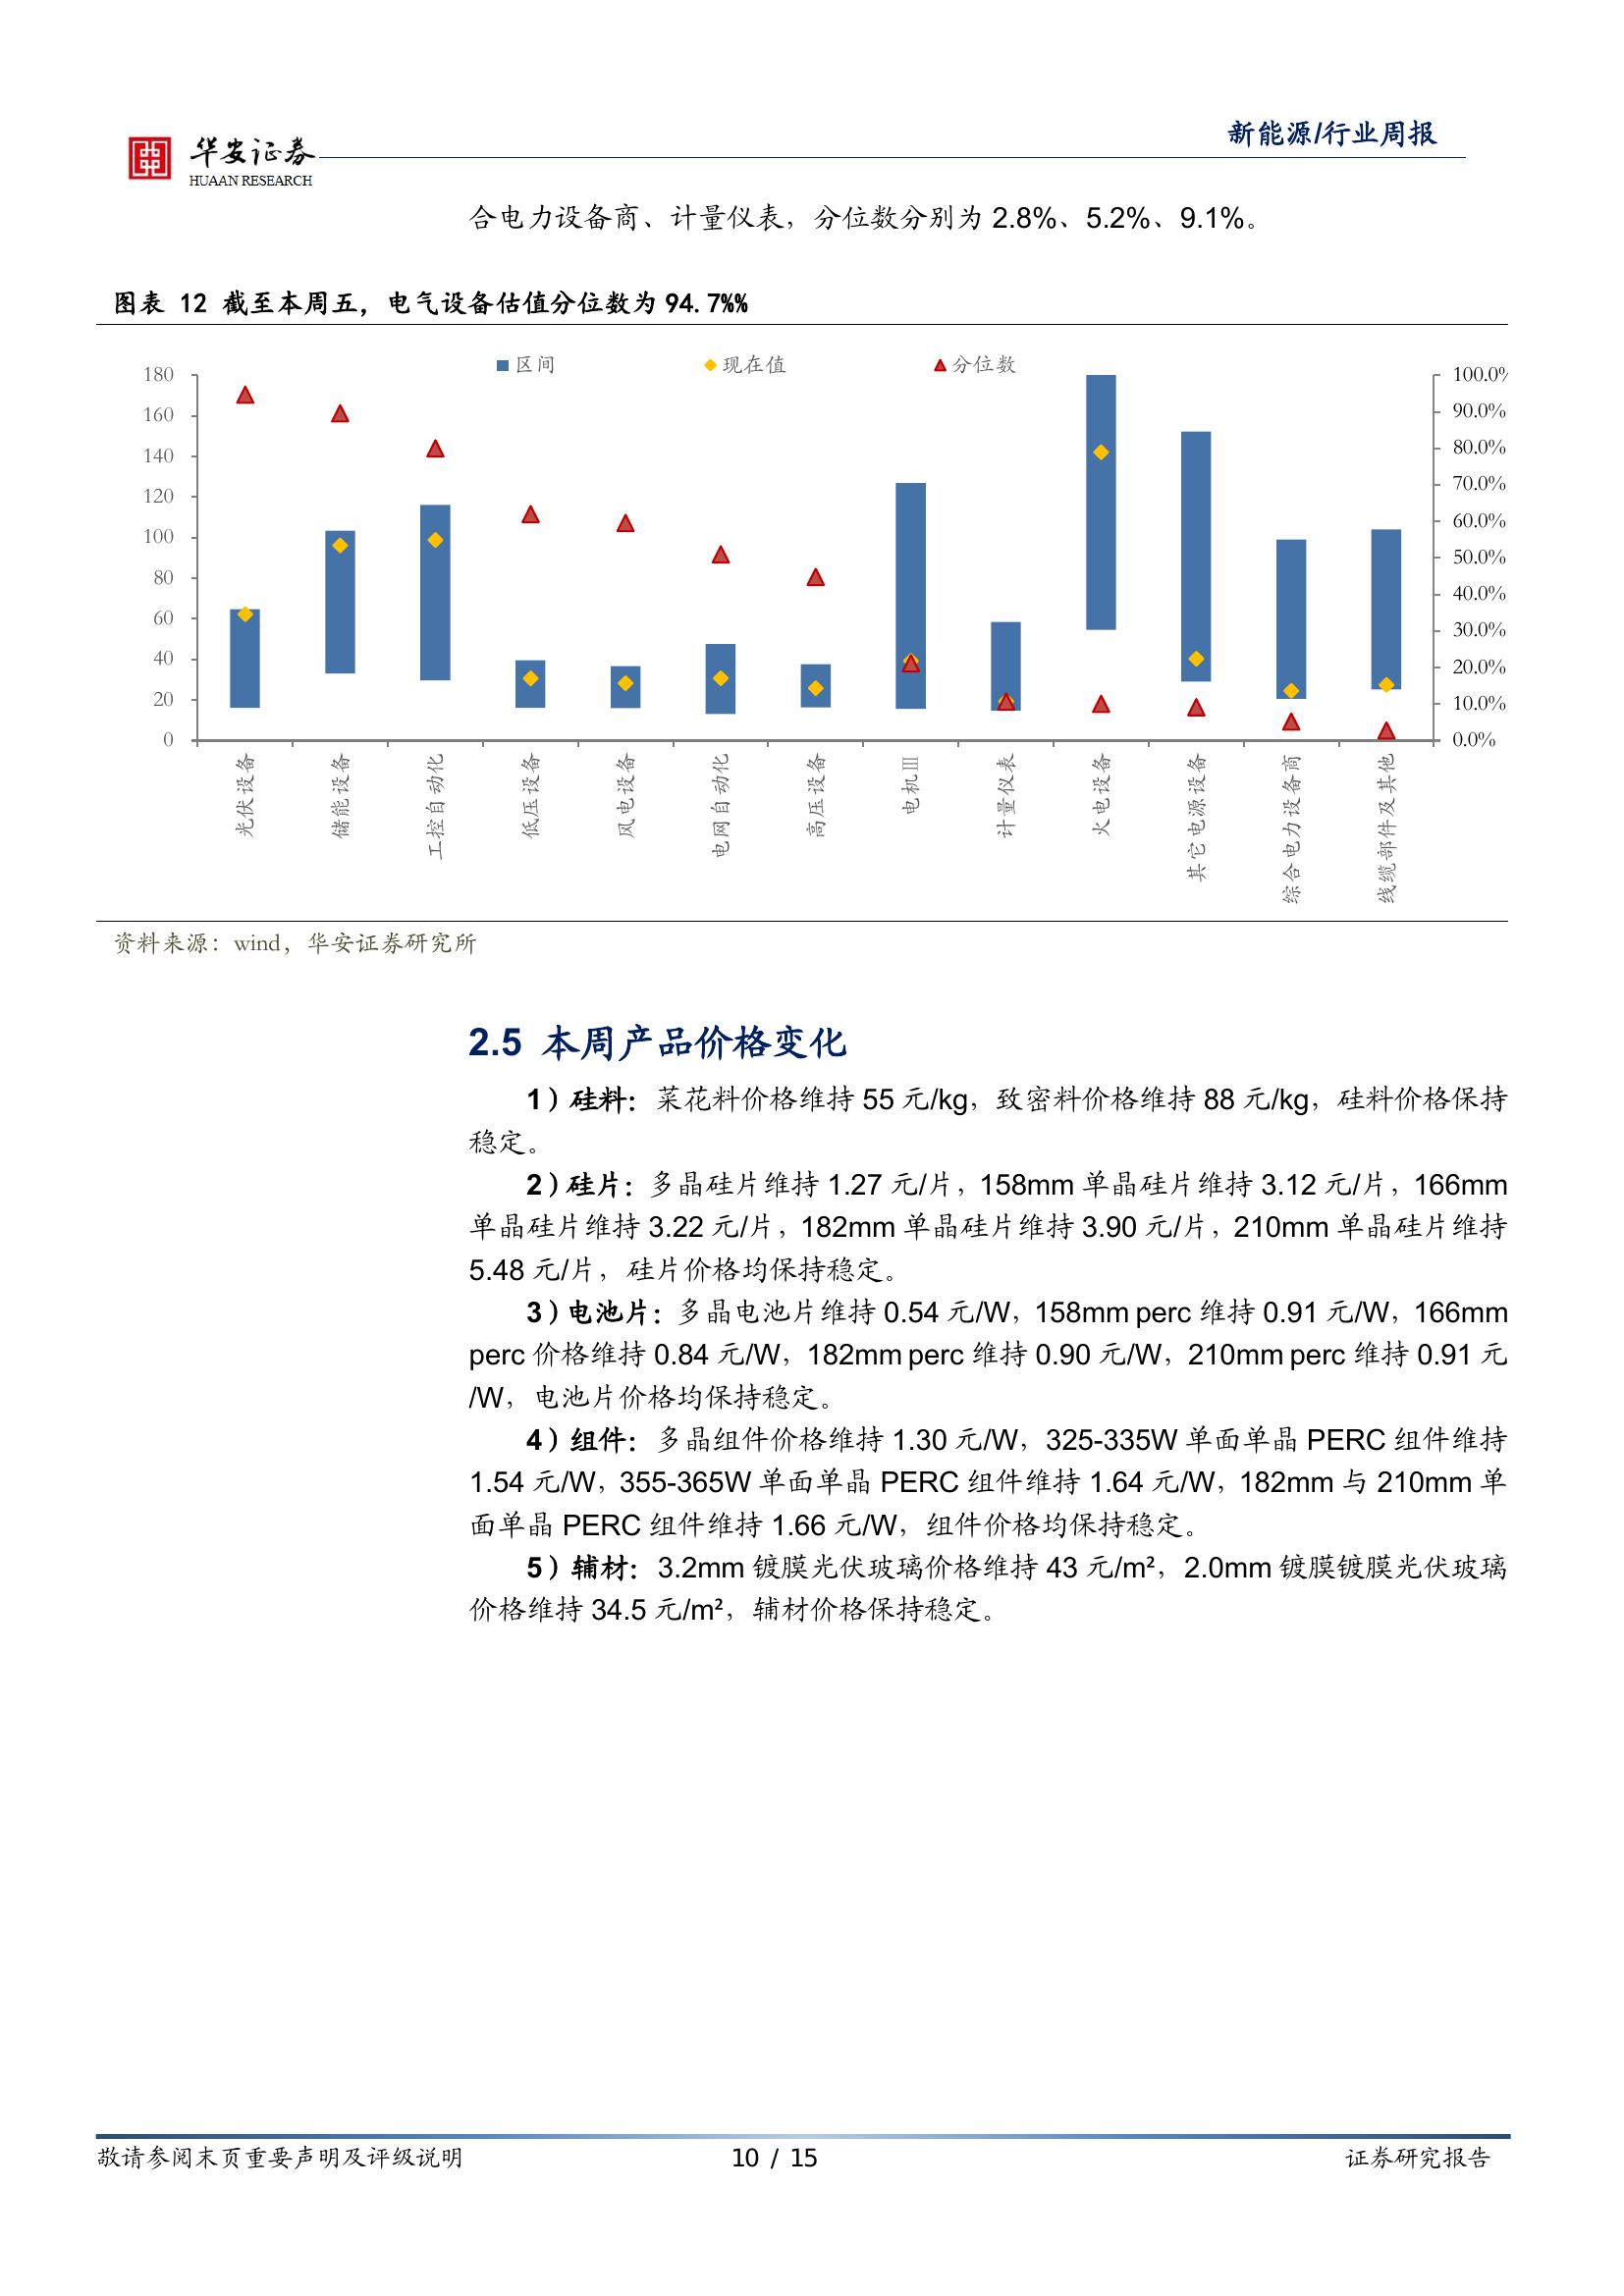 新能源/行业周报
华安证券
HUAAN RESEARCH
合电力设备商、计量仪表，分位数分别为 2.8%、5.2%、9.1%。
图表 12 截至本周五，电气设备估值分位数为 94.7%%
区间 现在值 分位数
180
160
140
120
100
80
60
40
20
0
100.0%
90.0%
80.0%
70.0%
60.0%
50.0%
40.0%
30.0%
20.0%
10.0%
0.0%
光伏设备
储能设备
工控自动化
低压设备
风电设备
电网自动化
高压设备
电机Ⅲ
计量仪表
火电设备
其它电源设备
综合电力设备商
线缆部件及其他
资料来源：wind，华安证券研究所
2.5 本周产品价格变化
1）硅料：菜花料价格维持 55 元/kg，致密料价格维持 88 元/kg，硅料价格保持
稳定。
2）硅片：多晶硅片维持 1.27 元/片，158mm 单晶硅片维持 3.12 元/片，166mm
单晶硅片维持 3.22 元/片，182mm 单晶硅片维持 3.90 元/片，210mm 单晶硅片维持
5.48 元/片，硅片价格均保持稳定。
3）电池片：多晶电池片维持 0.54 元/W，158mm perc 维持 0.91 元/W，166mm
perc 价格维持 0.84 元/W，182mm perc 维持 0.90 元/W，210mm perc 维持 0.91 元
/W，电池片价格均保持稳定。
4）组件：多晶组件价格维持 1.30 元/W，325-335W 单面单晶 PERC 组件维持
1.54 元/W，355-365W 单面单晶 PERC 组件维持 1.64 元/W，182mm 与 210mm 单
面单晶 PERC 组件维持 1.66 元/W，组件价格均保持稳定。
5）辅材：3.2mm 镀膜光伏玻璃价格维持 43 元/m²，2.0mm 镀膜镀膜光伏玻璃
价格维持 34.5 元/m²，辅材价格保持稳定。
敬请参阅末页重要声明及评级说明 10 / 15 证券研究报告